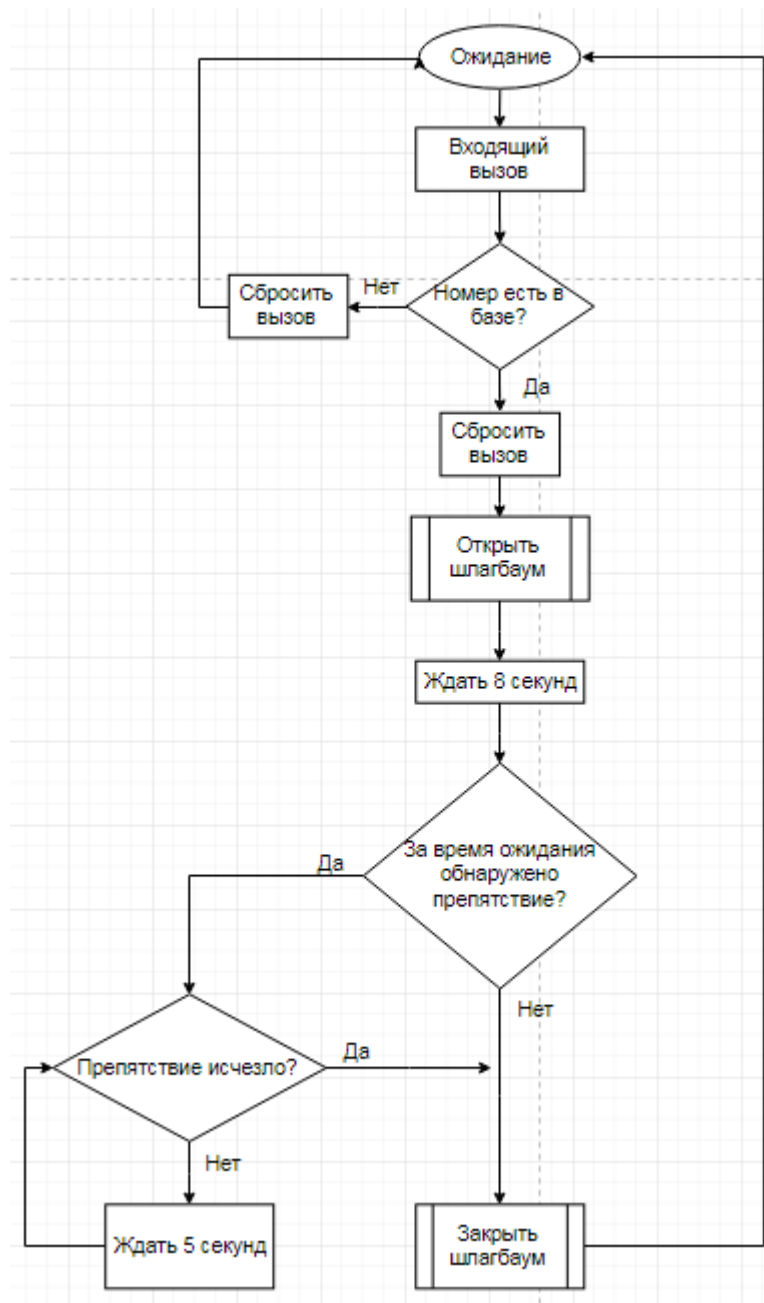 Ожидание
Входящий
вызов
Номер есть в
базе?
Нет
Сбросить
вызов
Да
Сбросить
вызов
Открыть
шлагбаум
Ждать 8 секунд
За время ожидания
обнаружено
препятствие?
Да
Нет
Препятствие исчезло?
Да
Нет
Ждать 5 секунд
Закрыть
шлагбаум